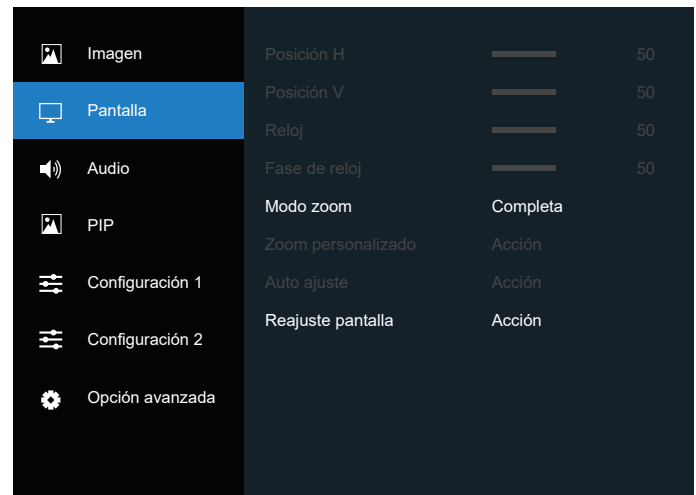 Imagen
Pantalla
Audio
PIP
Configuración 1
Configuración 2
Opción avanzada
Posición H 50
Posición V 50
Reloj 50
Fase de reloj 50
Modo zoom Completa
Zoom personalizado Acción
Auto ajuste Acción
Reajuste pantalla Acción